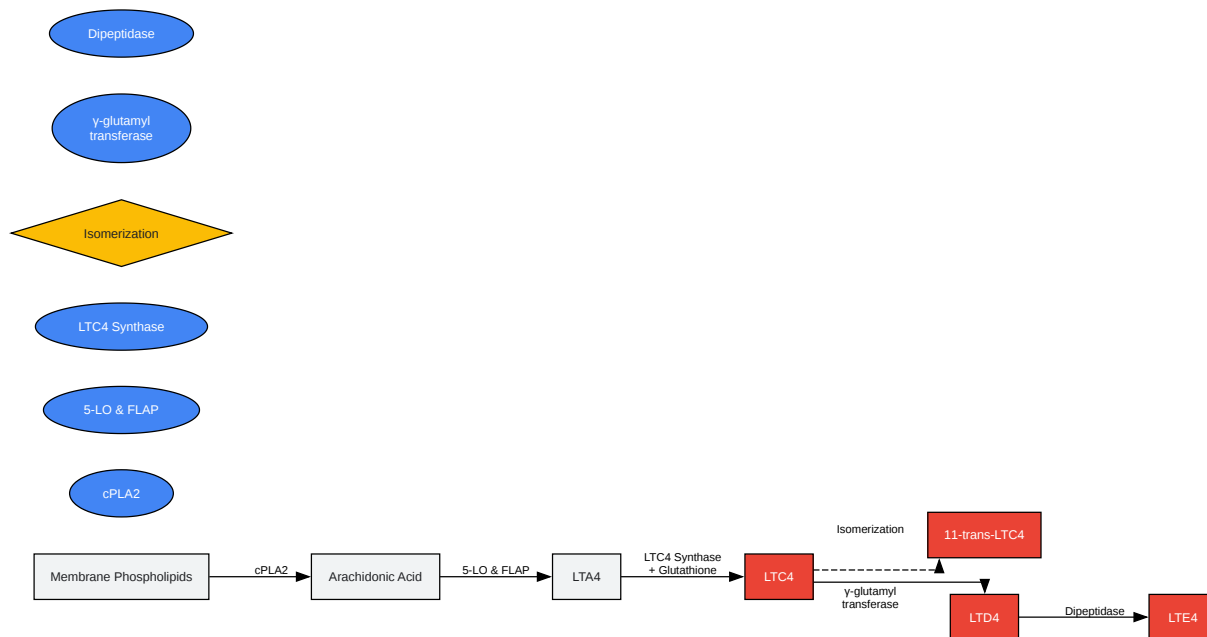 Dipeptidase
γ-glutamyl
transferase
Isomerization
LTC4 Synthase
5-LO & FLAP
cPLA2
Membrane Phospholipids
cPLA2
Arachidonic Acid
5-LO & FLAP
LTA4
LTC4 Synthase
+ Glutathione
LTC4
Isomerization
11-trans-LTC4
γ-glutamyl
transferase
LTD4
Dipeptidase
LTE4